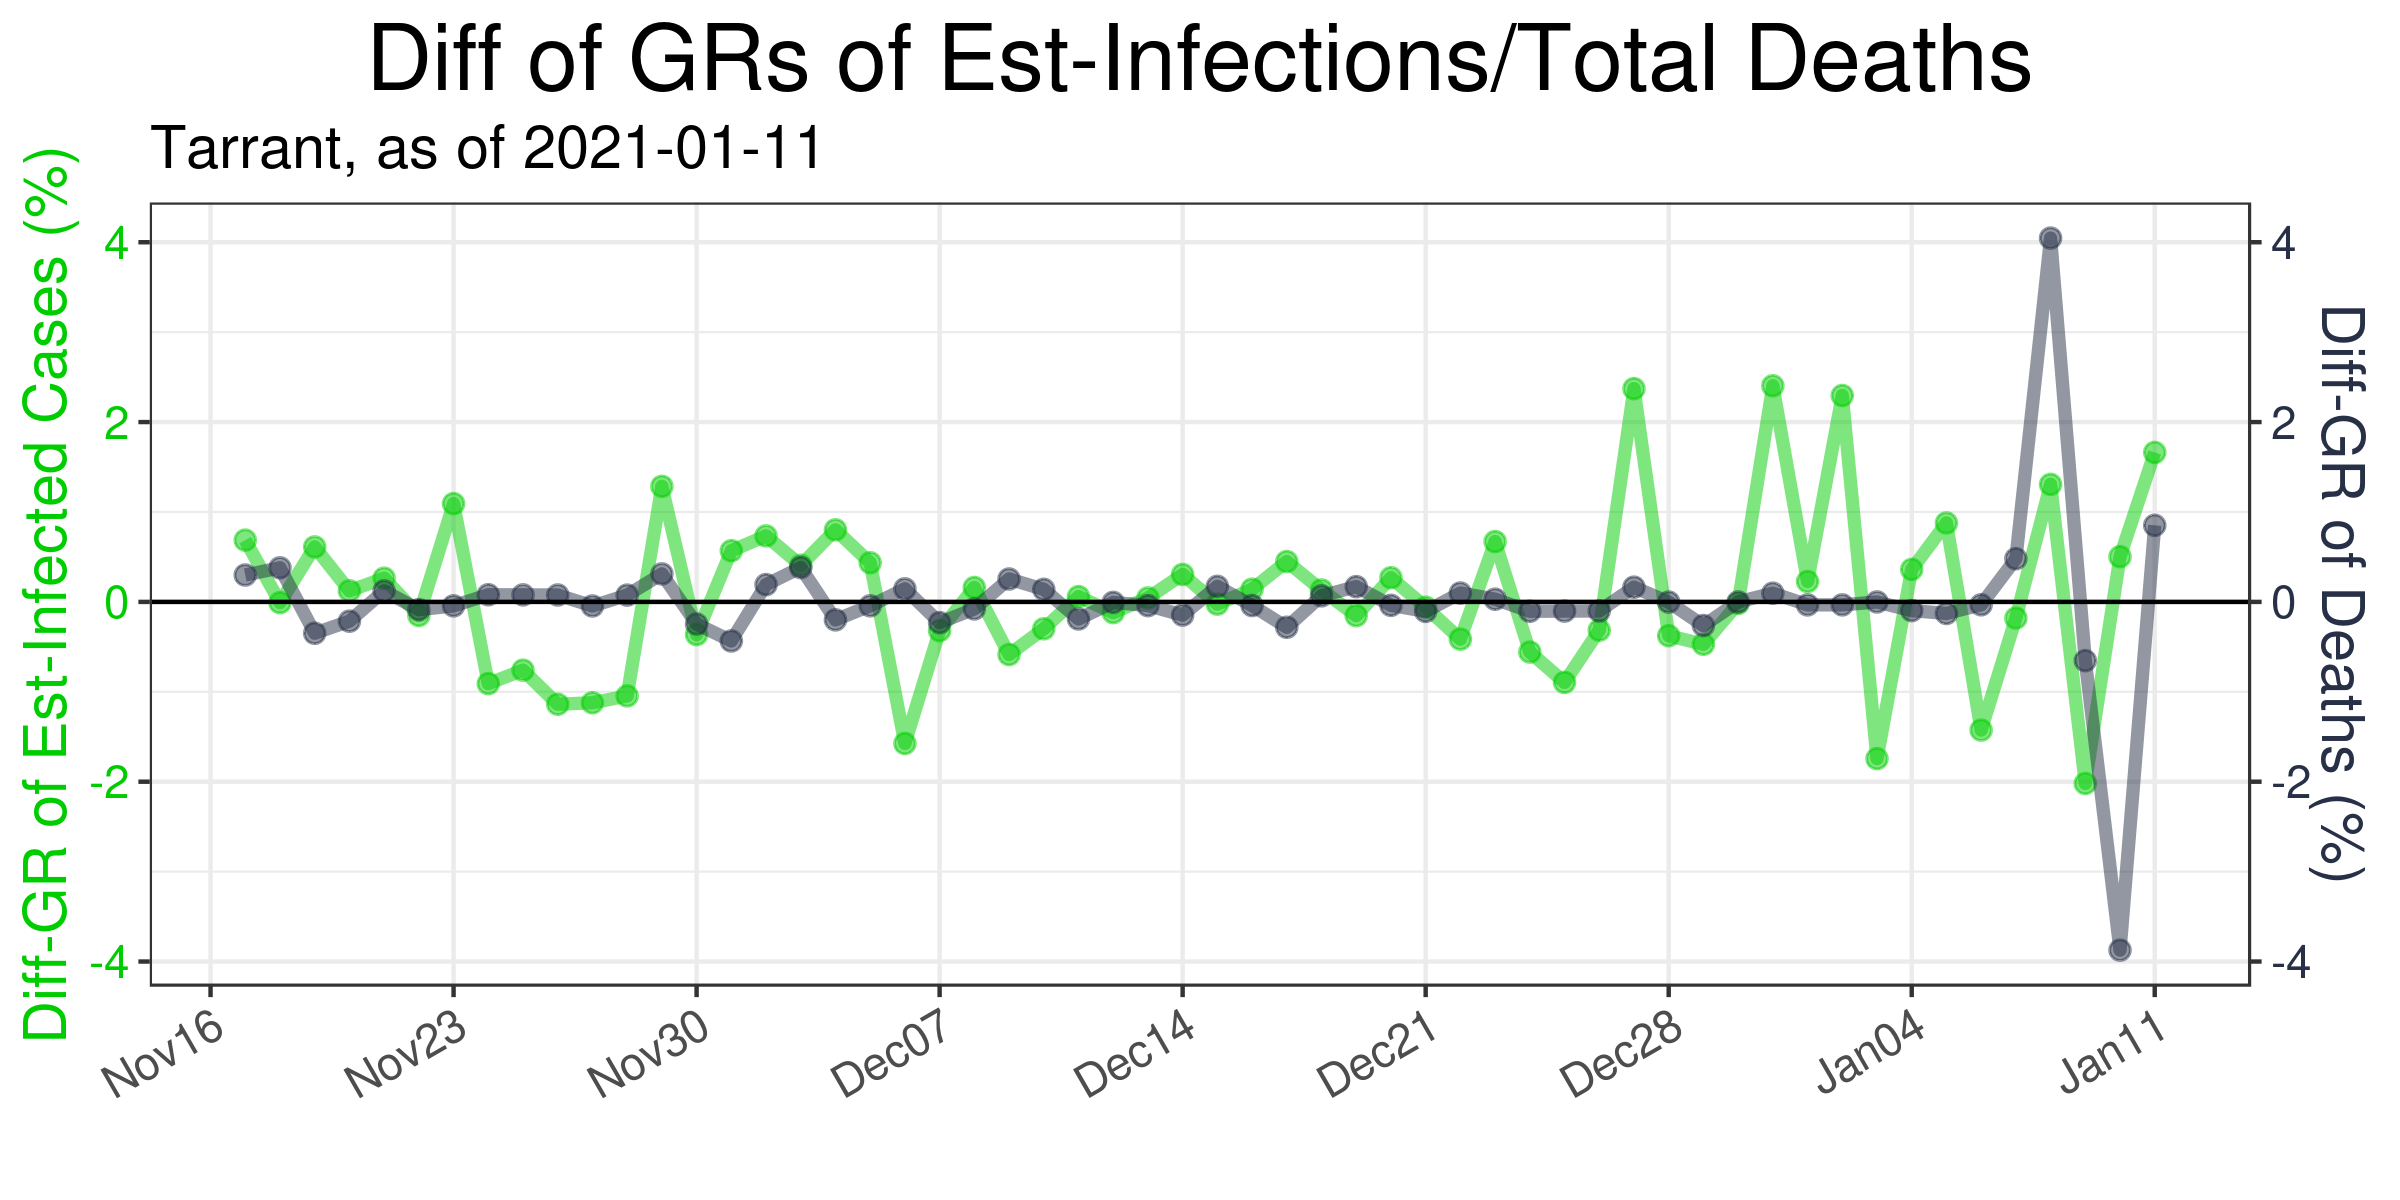 Diff of GRs of Est-Infections/Total Deaths
Tarrant, as of 2021-01-11
Diff-GR of Est-Infected Cases (%)
4
2
0
-2
-4
4
2
0
-2
-4
Diff-GR of Deaths (%)
Nov16
Nov23
Nov30
Dec07
Dec14
Dec21
Dec28
Jan04
Jan11